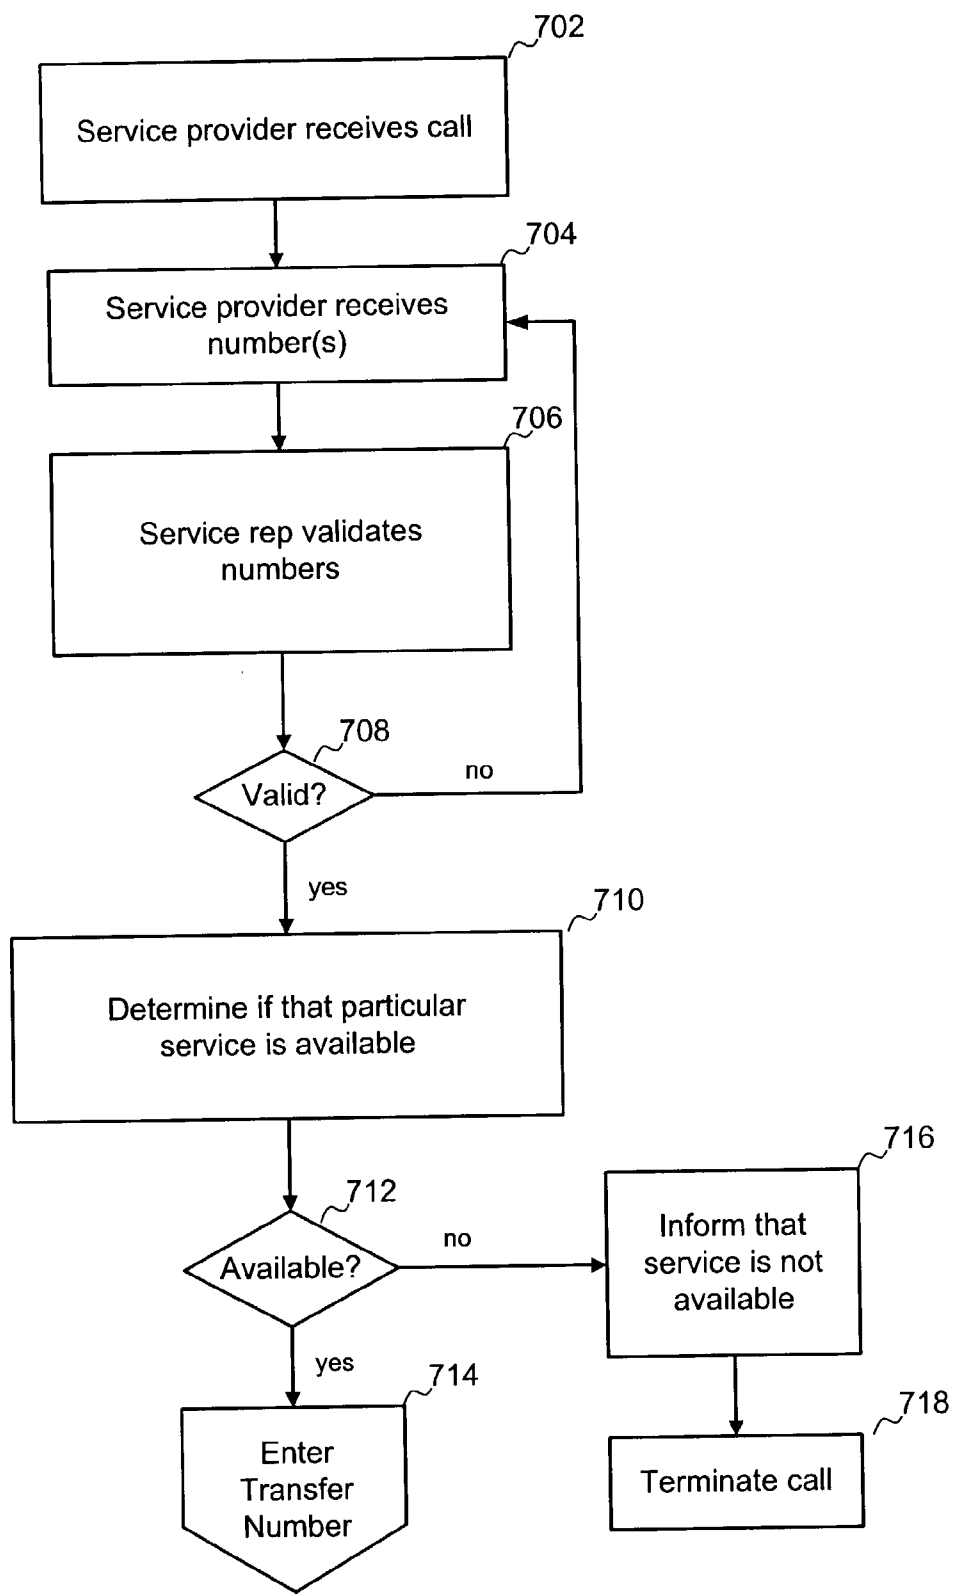 702
Service provider receives call
704
Service provider receives
number(s)
706
Service rep validates
numbers
708
Valid?
no
yes
710
Determine if that particular
service is available
712
Available?
no
716
Inform that
service is not
available
yes
714
Enter
Transfer
Number
718
Terminate call